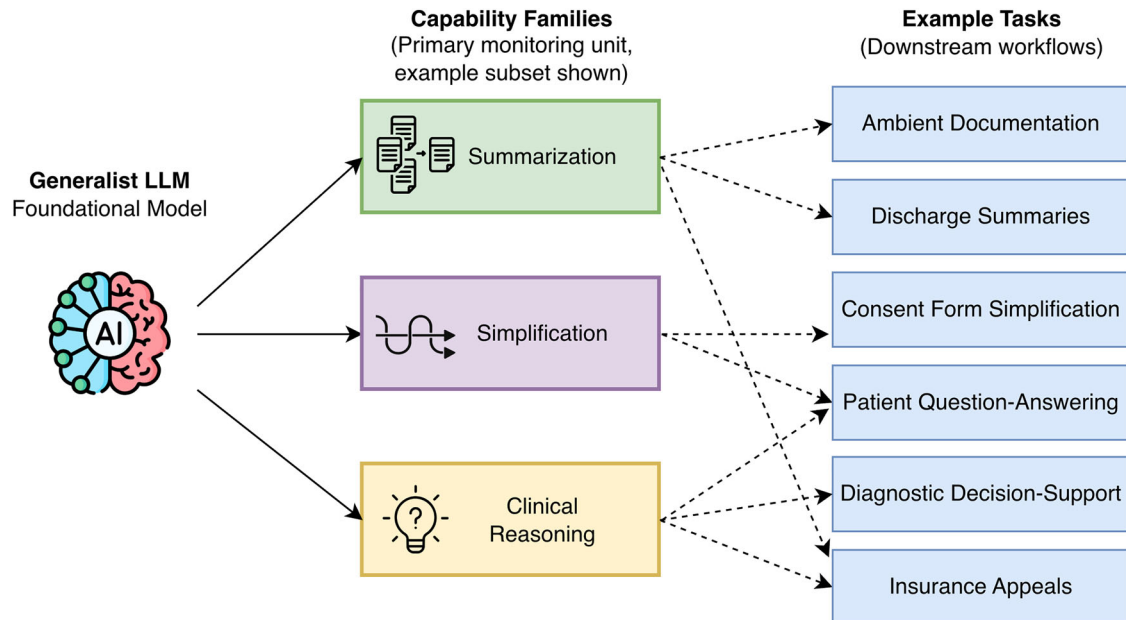 Capability Families
(Primary monitoring unit,
example subset shown)
Example Tasks
(Downstream workflows)
Generalist LLM
Foundational Model
AI
Summarization
Simplification
?
Clinical
Reasoning
Ambient Documentation
Discharge Summaries
Consent Form Simplification
Patient Question-Answering
Diagnostic Decision-Support
Insurance Appeals